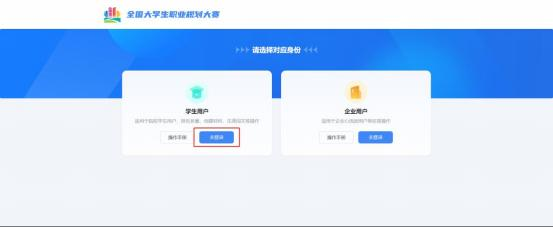 全国大学生职业规划大赛
请选择对应身份
学生用户
企业用户
操作手册
去登录
操作手册
去登录